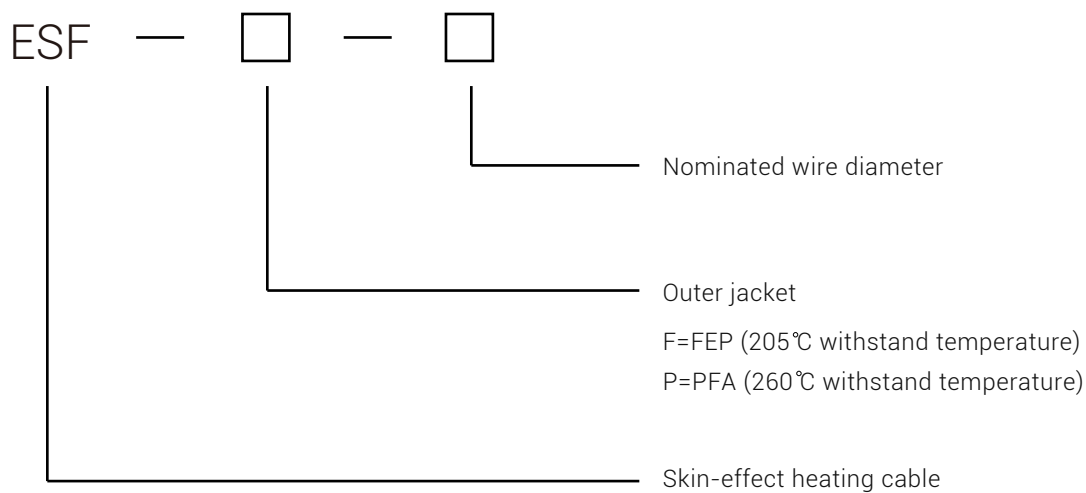 ESF — □ — □
Nominated wire diameter
Outer jacket
F=FEP (205℃ withstand temperature)
P=PFA (260℃ withstand temperature)
Skin-effect heating cable